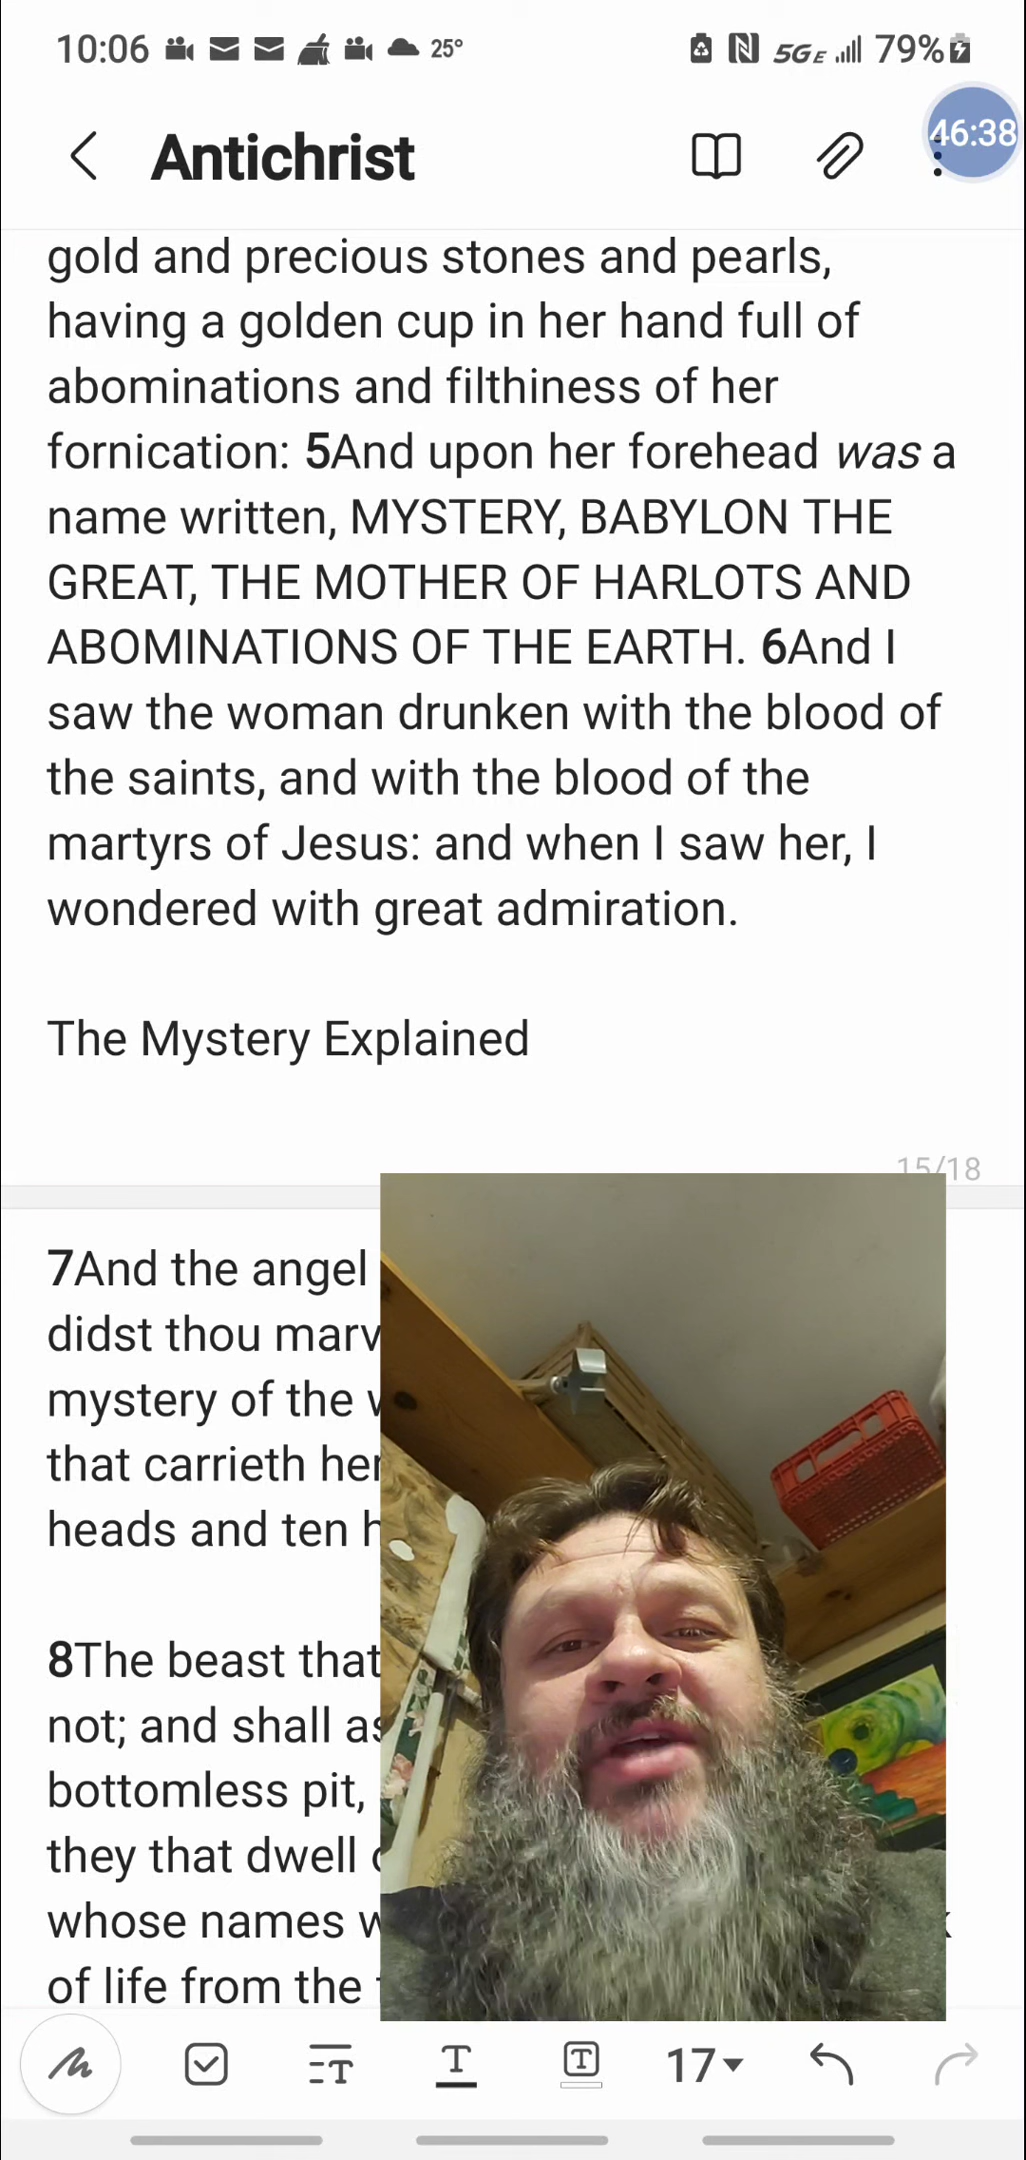 10:06 25° 5GE 79%
Antichrist
46:38
gold and precious stones and pearls,
having a golden cup in her hand full of
abominations and filthiness of her
fornication: 5And upon her forehead was a
name written, MYSTERY, BABYLON THE
GREAT, THE MOTHER OF HARLOTS AND
ABOMINATIONS OF THE EARTH. 6And I
saw the woman drunken with the blood of
the saints, and with the blood of the
martyrs of Jesus: and when I saw her, I
wondered with great admiration.
The Mystery Explained
15/18
7And the angel
didst thou marv
mystery of the
that carrieth her
heads and ten h
8The beast that
not; and shall as
bottomless pit,
they that dwell
whose names w
of life from the
17